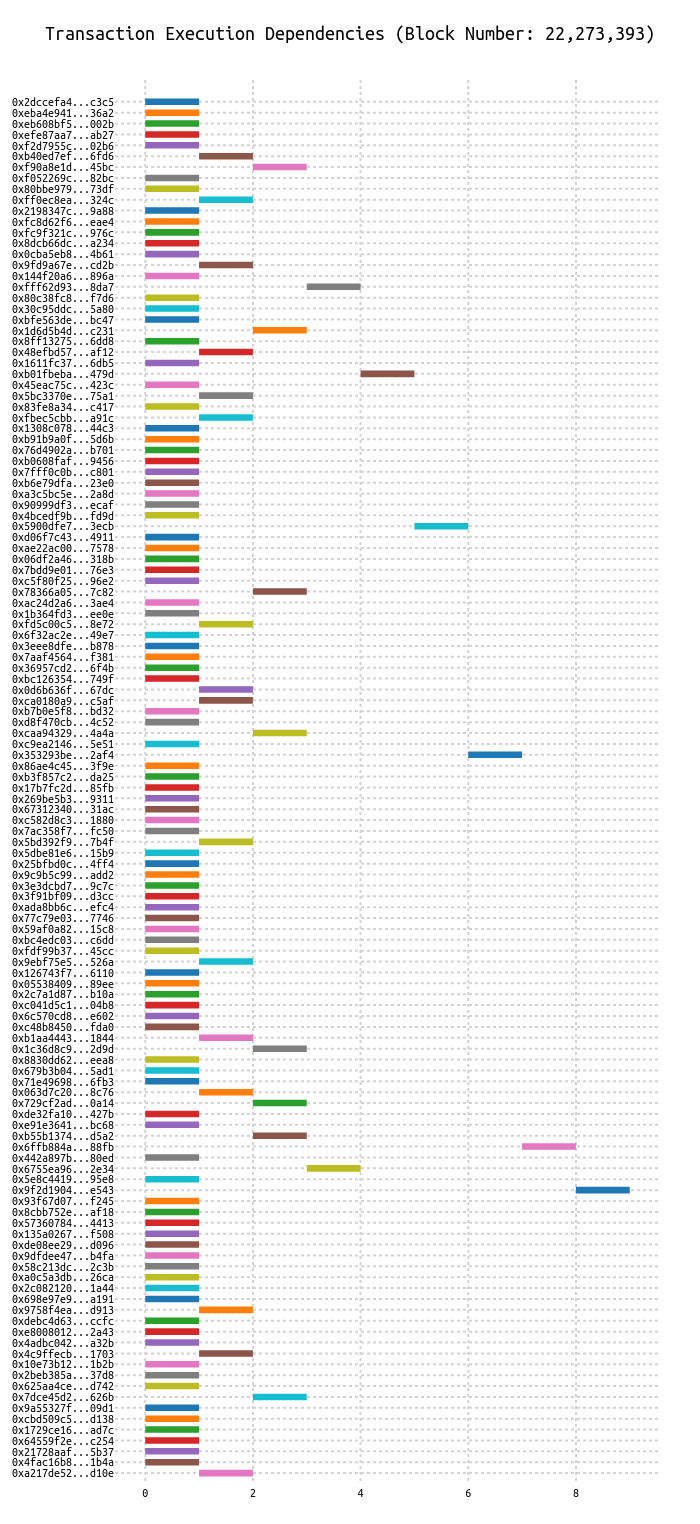 Transaction Execution Dependencies (Block Number: 22,273,393)
0x2dccefa4...c3c5
0xeba4e941...36a2
0xeb608bf5...002b
0xefe87aa7...ab27
0xf2d7955c...02b6
0xb40ed7ef...6fd6
0xf90a8e1d...45bc
0xf052269c...82bc
0x80bbe979...73df
0xff0ec8ea...324c
0x2198347c...9a88
0xfc8d62f6...eae4
0xfc9f321c...976c
0x8dcb66dc...a234
0x0cba5eb8...4b61
0x9fd9a67e...cd2b
0x144f20a6...896a
0xfff62d93...8da7
0x80c38fc8...f7d6
0x30c95ddc...5a80
0xbfe563de...bc47
0x1d6d5b4d...c231
0x8ff13275...6dd8
0x48efbd57...af12
0x1611fc37...6db5
0xb01fbeba...479d
0x45eac75c...423c
0x5bc3370e...75a1
0x83fe8a34...c417
0xfbec5cbb...a91c
0x1308c078...44c3
0xb91b9a0f...5d6b
0x76d4902a...b701
0xb0608faf...9456
0x7fff0c0b...c801
0xb6e79dfa...23e0
0xa3c5bc5e...2a8d
0x90999df3...ecaf
0x4bcedf9b...fd9d
0x5900dfe7...3ecb
0xd06f7c43...4911
0xae22ac00...7578
0x06df2a46...318b
0x7bdd9e01...76e3
0xc5f80f25...96e2
0x78366a05...7c82
0xac24d2a6...3ae4
0x1b364fd3...ee0e
0xfd5c00c5...8e72
0x6f32ac2e...49e7
0x3eee8dfe...b878
0x7aaf4564...f381
0x36957cd2...6f4b
0xbc126354...749f
0x0d6b636f...67dc
0xca0180a9...c5af
0xb7b0e5f8...bd32
0xd8f470cb...4c52
0xcaa94329...4a4a
0xc9ea2146...5e51
0x353293be...2af4
0x86ae4c45...3f9e
0xb3f857c2...da25
0x17b7fc2d...85fb
0x269be5b3...9311
0x67312340...31ac
0xc582d8c3...1880
0x7ac358f7...fc50
0x5bd392f9...7b4f
0x5dbe81e6...15b9
0x25bfbd0c...4ff4
0x9c9b5c99...add2
0x3e3dcbd7...9c7c
0x3f91bf09...d3cc
0xada8bb6c...efc4
0x77c79e03...7746
0x59af0a82...15c8
0xbc4edc03...c6dd
0xfdf99b37...45cc
0x9ebf75e5...526a
0x126743f7...6110
0x05538409...89ee
0x2c7a1d87...b10a
0xc041d5c1...04b8
0x6c570cd8...e602
0xc48b8450...fda0
0xb1aa4443...1844
0x1c36d8c9...2d9d
0x8830dd62...eea8
0x679b3b04...5ad1
0x71e49698...6fb3
0x063d7c20...8c76
0x729cf2ad...0a14
0xde32fa10...427b
0xe91e3641...bc68
0xb55b1374...d5a2
0x6ffb884a...88fb
0x442a897b...80ed
0x6755ea96...2e34
0x5e8c4419...95e8
0x9f2d1904...e543
0x93f67d07...f245
0x8cbb752e...af18
0x57360784...4413
0x135a0267...f508
0xde08ee29...d096
0x9dfdee47...b4fa
0x58c213dc...2c3b
0xa0c5a3db...26ca
0x2c082120...1a44
0x698e97e9...a191
0x9758f4ea...d913
0xdebc4d63...ccfc
0xe8008012...2a43
0x4adbc042...a32b
0x4c9ffecb...1703
0x10e73b12...1b2b
0x2beb385a...37d8
0x625aa4ce...d742
0x7dce45d2...626b
0x9a55327f...09d1
0xcbd509c5...d138
0x1729ce16...ad7c
0x64559f2e...c254
0x21728aaf...5b37
0x4fac16b8...1b4a
0xa217de52...d10e
0 2 4 6 8